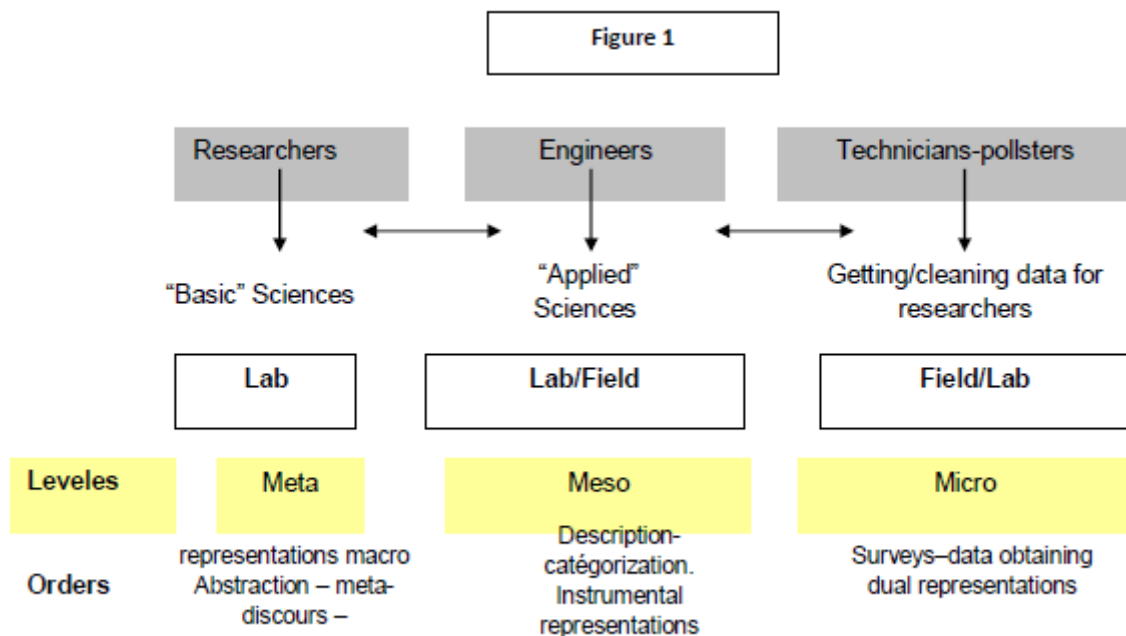 Figure 1
Researchers
Engineers
Technicians-pollsters
“Basic” Sciences
“Applied”
Sciences
Getting/cleaning data for
researchers
Lab
Lab/Field
Field/Lab
Leveles
Meta
Meso
Micro
Orders
representations macro
Abstraction – meta-
discours –
Description-
catégorization.
Instrumental
representations
Surveys–data obtaining
dual representations